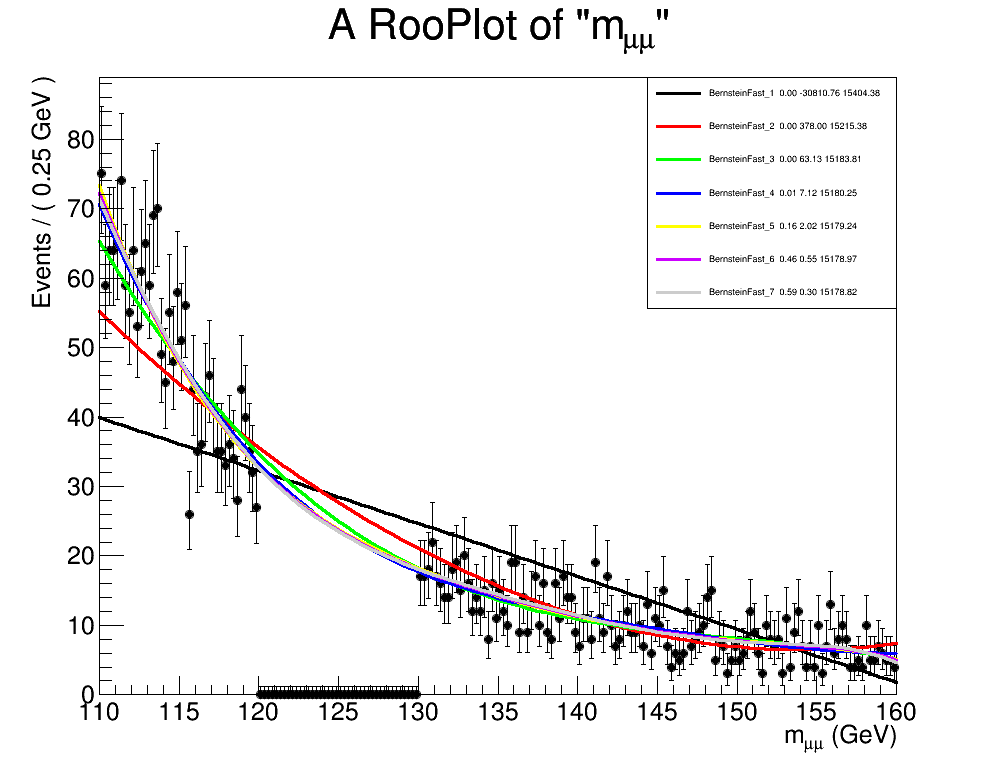 A RooPlot of "mμμ"
Events / ( 0.25 GeV )
80
70
60
50
40
30
20
10
0
BernsteinFast_1 0.00 -30810.76 15404.38
BernsteinFast_2 0.00 378.00 15215.38
BernsteinFast_3 0.00 63.13 15183.81
BernsteinFast_4 0.01 7.12 15180.25
BernsteinFast_5 0.16 2.02 15179.24
BernsteinFast_6 0.46 0.55 15178.97
BernsteinFast_7 0.59 0.30 15178.82
110 115 120 125 130 135 140 145 150 155 160
mμμ (GeV)